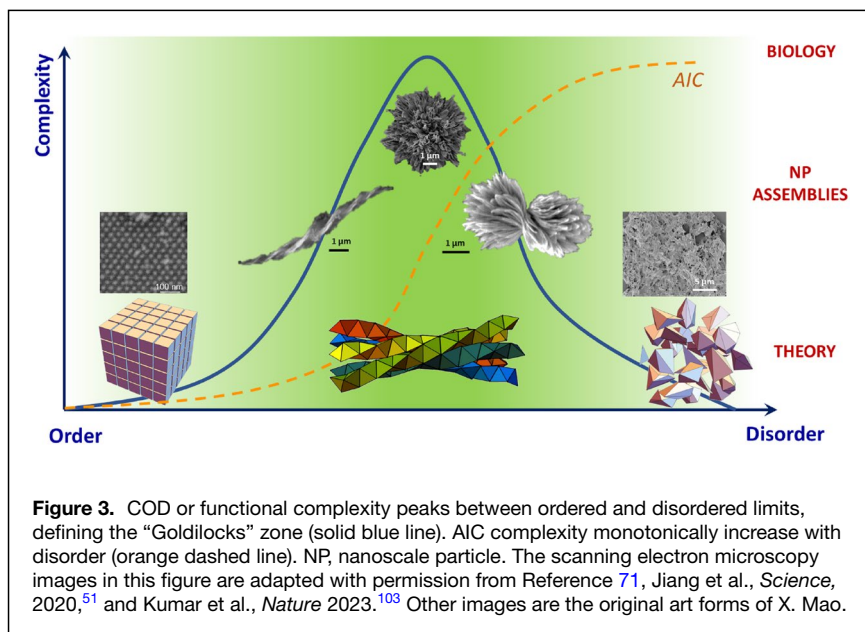 BIOLOGY
Complexity
AIC
1 µm
NP
ASSEMBLIES
1 µm
1 µm
100 nm
5 µm
THEORY
Order
Disorder
Figure 3. COD or functional complexity peaks between ordered and disordered limits,
defining the “Goldilocks” zone (solid blue line). AIC complexity monotonically increase with
disorder (orange dashed line). NP, nanoscale particle. The scanning electron microscopy
images in this figure are adapted with permission from Reference 71, Jiang et al., Science,
2020,51 and Kumar et al., Nature 2023.103 Other images are the original art forms of X. Mao.